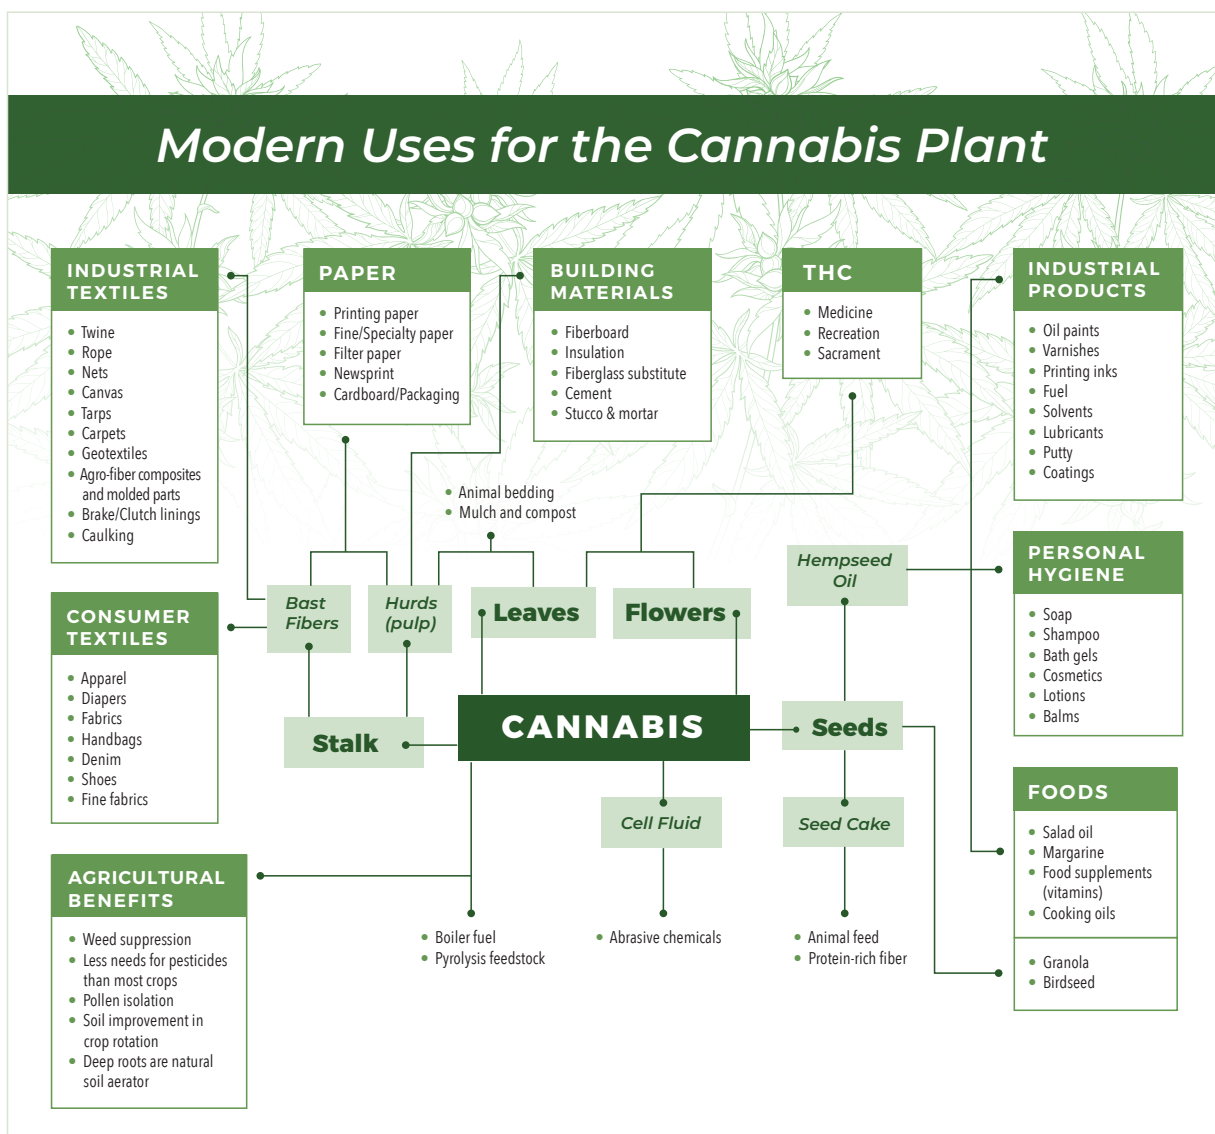 Modern Uses for the Cannabis Plant
INDUSTRIAL
TEXTILES
Twine
Rope
Nets
Canvas
Tarps
Carpets
Geotextiles
Agro-fiber composites
and molded parts
Brake/Clutch linings
Caulking
PAPER
Printing paper
Fine/Specialty paper
Filter paper
Newsprint
Cardboard/Packaging
BUILDING
MATERIALS
Fiberboard
Insulation
Fiberglass substitute
Cement
Stucco & mortar
THC
Medicine
Recreation
Sacrament
INDUSTRIAL
PRODUCTS
Oil paints
Varnishes
Printing inks
Fuel
Solvents
Lubricants
Putty
Coatings
Animal bedding
Mulch and compost
Hempseed
Oil
PERSONAL
HYGIENE
Soap
Shampoo
Bath gels
Cosmetics
Lotions
Balms
CONSUMER
TEXTILES
Apparel
Diapers
Fabrics
Handbags
Denim
Shoes
Fine fabrics
Bast
Fibers
Hurds
(pulp)
Leaves
Flowers
Stalk
CANNABIS
Seeds
Cell Fluid
Seed Cake
FOODS
Salad oil
Margarine
Food supplements
(vitamins)
Cooking oils
Granola
Birdseed
AGRICULTURAL
BENEFITS
Weed suppression
Less needs for pesticides
than most crops
Pollen isolation
Soil improvement in
crop rotation
Deep roots are natural
soil aerator
Boiler fuel
Pyrolysis feedstock
Abrasive chemicals
Animal feed
Protein-rich fiber